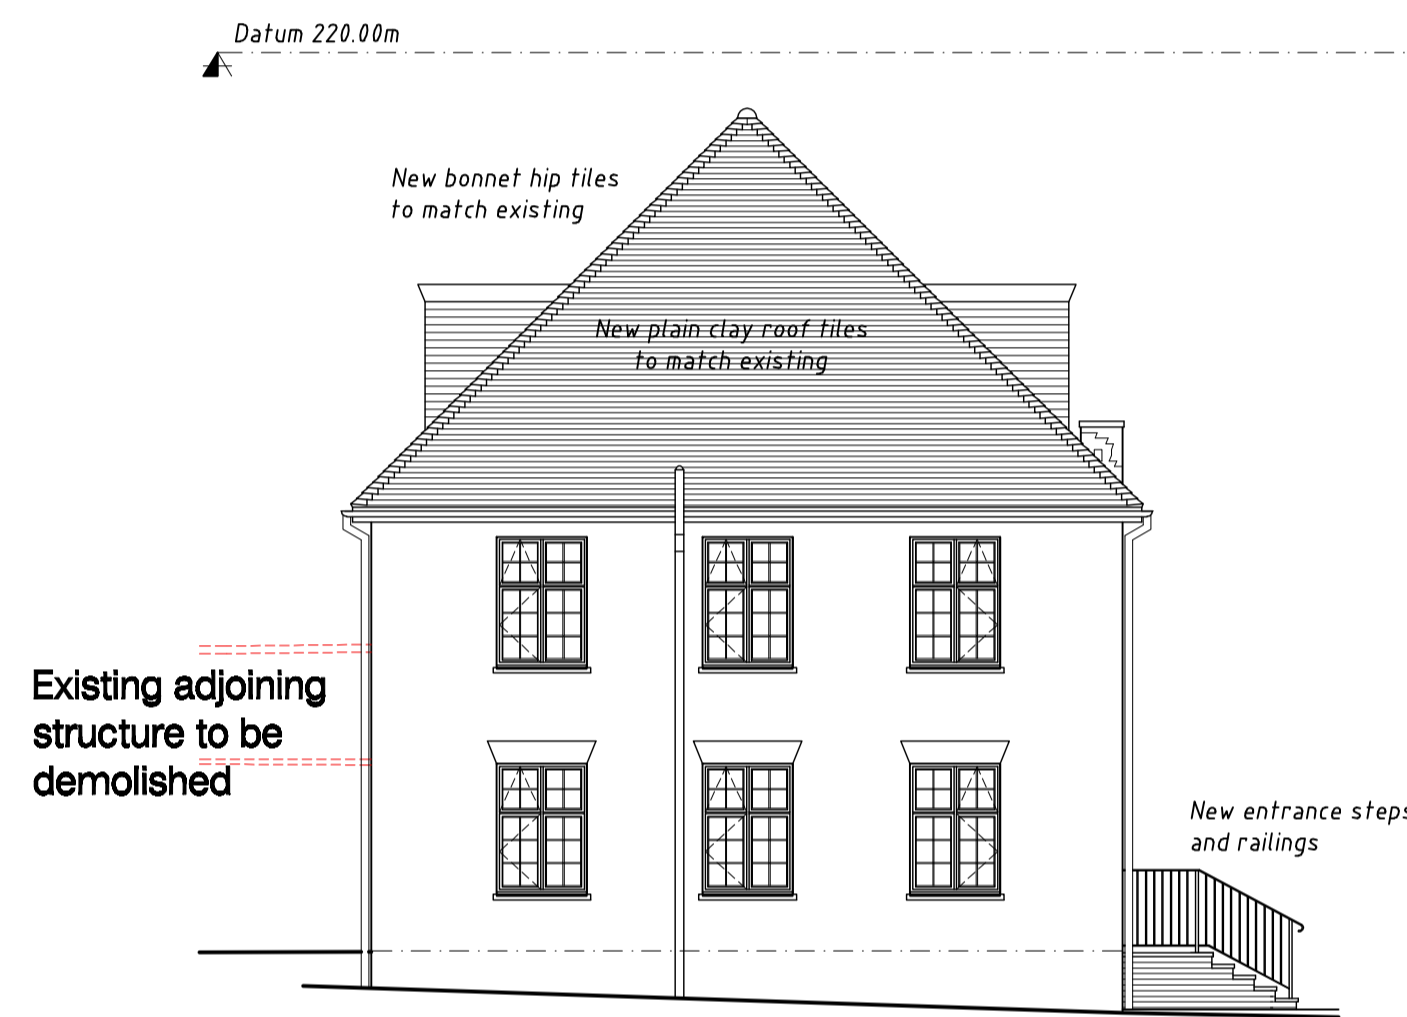 Datum 220.00m
New bonnet hip tiles
to match existing
New plain clay roof tiles
to match existing
Existing adjoining
structure to be
demolished
New entrance steps
and railings